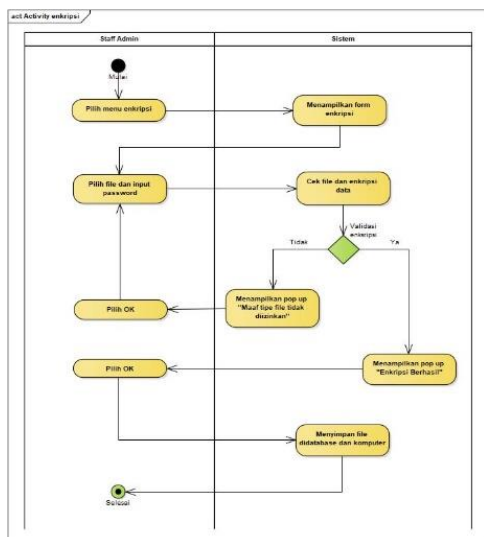 act Activity enkripsi
Staff Admin
Sistem
Mulai
Pilih menu enkripsi
Menampilkan form
enkripsi
Pilih file dan input
password
Cek file dan enkripsi
data
Validasi
enkripsi
Tidak
Ya
Menampilkan pop up
"Maaf tipe file tidak
diizinkan"
Pilih OK
Pilih OK
Menampilkan pop up
"Enkripsi Berhasil"
Menyimpan file
didatabase dan komputer
Selesai